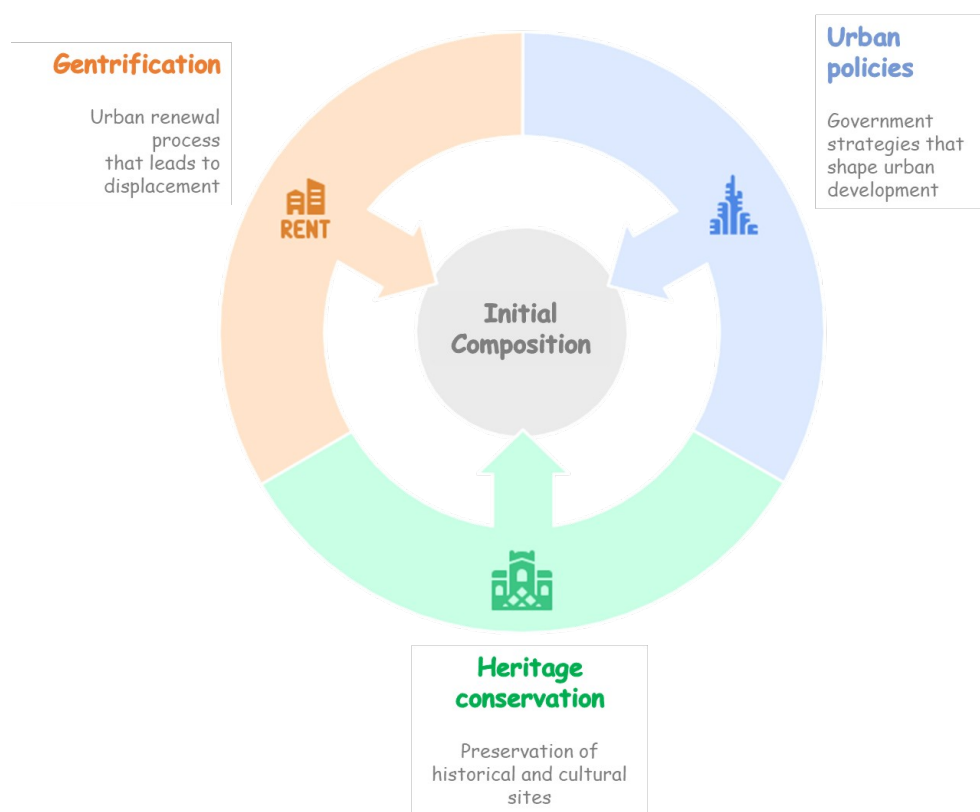 Gentrification
Urban renewal
process
that leads to
displacement
RENT
Urban
policies
Government
strategies that
shape urban
development
Initial
Composition
Heritage
conservation
Preservation of
historical and cultural
sites